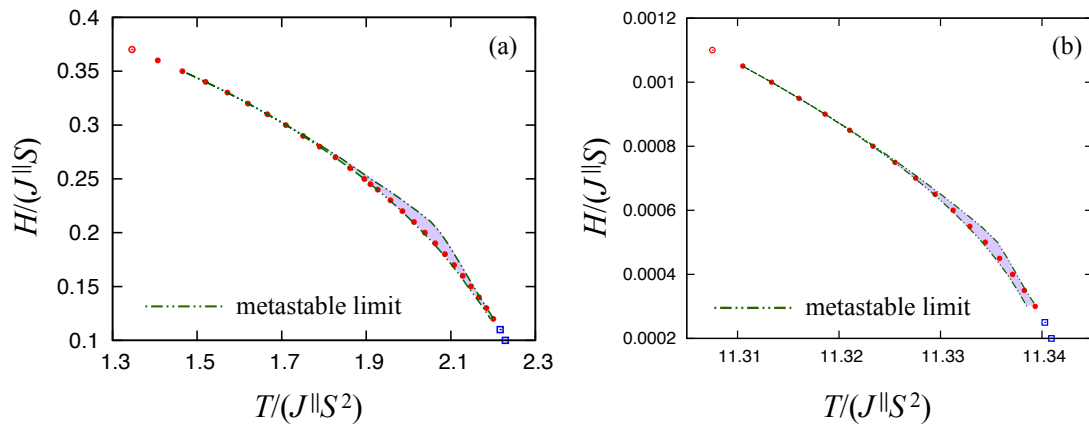 0.4
0.35
0.3
0.25
0.2
0.15
0.1
H/(J∥S)
(a)
metastable limit
1.3 1.5 1.7 1.9 2.1 2.3
T/(J∥S²)
0.0012
0.001
0.0008
0.0006
0.0004
0.0002
H/(J∥S)
(b)
metastable limit
11.31 11.32 11.33 11.34
T/(J∥S²)